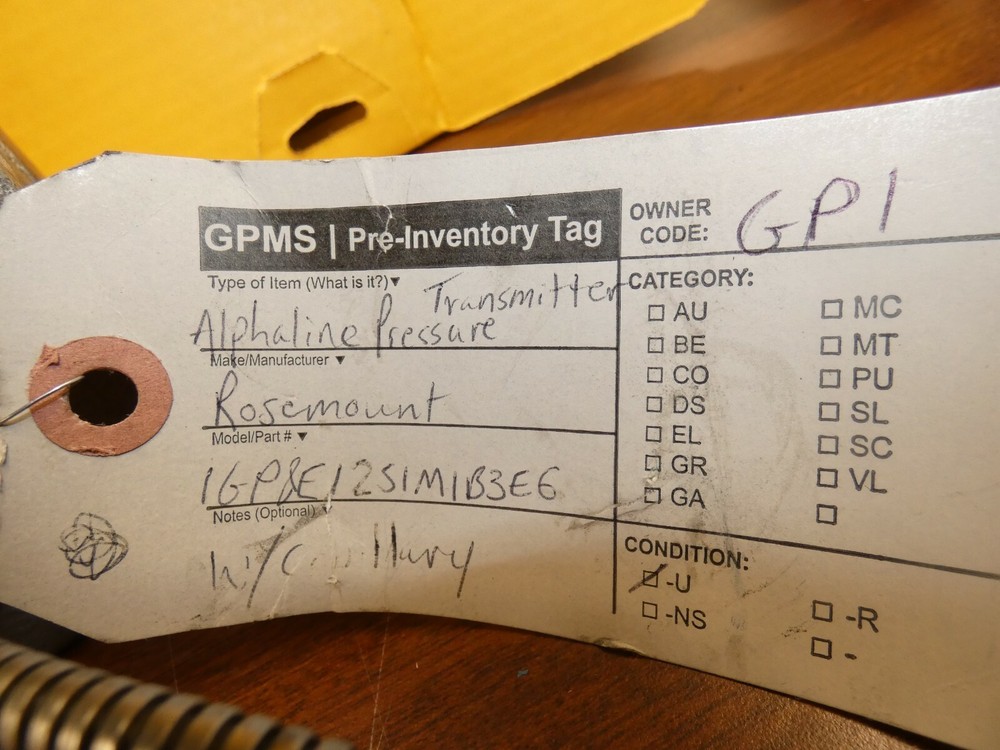 GPMS | Pre-Inventory Tag
Type of Item (What is it?)▼
Transmitter
Alphaline Pressure
Make/Manufacturer ▼
Rosemount
Model/Part # ▼
1GP8E12S1M1B3E6
Notes (Optional) ▼
w/ Capillary
OWNER CODE: GP1
CATEGORY:
☐ AU
☐ BE
☐ CO
☐ DS
☐ EL
☐ GR
☐ GA
☐ MC
☐ MT
☐ PU
☐ SL
☐ SC
☐ VL
☐
CONDITION:
☑ -U
☐ -NS
☐ -R
☐ -